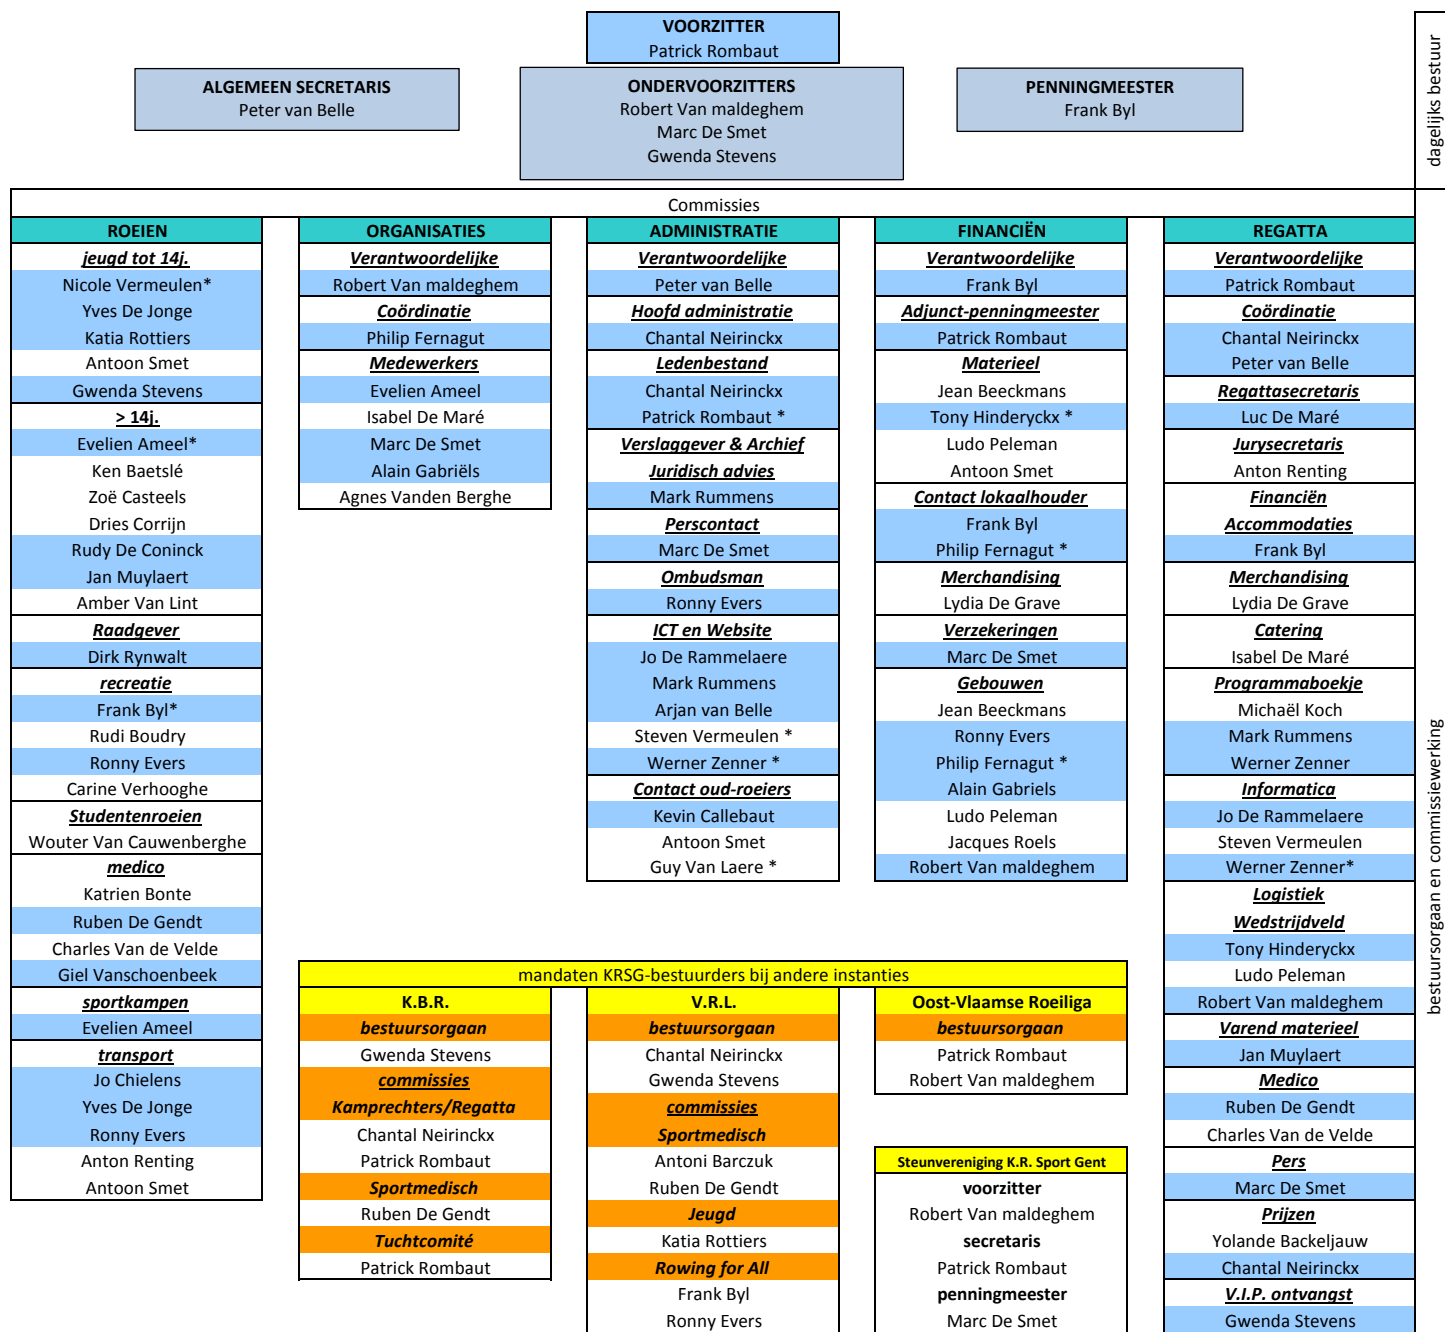 VOORZITTER
Patrick Rombaut
ALGEMEEN SECRETARIS
Peter van Belle
ONDERVOORZITTERS
Robert Van maldeghem
Marc De Smet
Gwenda Stevens
PENNINGMEESTER
Frank Byl
dagelijks bestuur
Commissies
ROEIEN
jeugd tot 14j.
Nicole Vermeulen*
Yves De Jonge
Katia Rottiers
Antoon Smet
Gwenda Stevens
> 14j.
Evelien Ameel*
Ken Baetslé
Zoë Casteels
Dries Corrijn
Rudy De Coninck
Jan Muylaert
Amber Van Lint
Raadgever
Dirk Rynwalt
recreatie
Frank Byl*
Rudi Boudry
Ronny Evers
Carine Verhooghe
Studentenroeien
Wouter Van Cauwenberghe
medico
Katrien Bonte
Ruben De Gendt
Charles Van de Velde
Giel Vanschoenbeek
sportkampen
Evelien Ameel
transport
Jo Chielens
Yves De Jonge
Ronny Evers
Anton Renting
Antoon Smet
ORGANISATIES
Verantwoordelijke
Robert Van maldeghem
Coördinatie
Philip Fernagut
Medewerkers
Evelien Ameel
Isabel De Maré
Marc De Smet
Alain Gabriëls
Agnes Vanden Berghe
ADMINISTRATIE
Verantwoordelijke
Peter van Belle
Hoofd administratie
Chantal Neirinckx
Ledenbestand
Chantal Neirinckx
Patrick Rombaut *
Verslaggever & Archief
Juridisch advies
Mark Rummens
Perscontact
Marc De Smet
Ombudsman
Ronny Evers
ICT en Website
Jo De Rammelaere
Mark Rummens
Arjan van Belle
Steven Vermeulen *
Werner Zenner *
Contact oud-roeiers
Kevin Callebaut
Antoon Smet
Guy Van Laere *
FINANCIËN
Verantwoordelijke
Frank Byl
Adjunct-penningmeester
Patrick Rombaut
Materieel
Jean Beeckmans
Tony Hinderyckx *
Ludo Peleman
Antoon Smet
Contact lokaalhouder
Frank Byl
Philip Fernagut *
Merchandising
Lydia De Grave
Verzekeringen
Marc De Smet
Gebouwen
Jean Beeckmans
Ronny Evers
Philip Fernagut *
Alain Gabriels
Ludo Peleman
Jacques Roels
Robert Van maldeghem
REGATTA
Verantwoordelijke
Patrick Rombaut
Coördinatie
Chantal Neirinckx
Peter van Belle
Regattasecretaris
Luc De Maré
Jurysecretaris
Anton Renting
Financiën
Accommodaties
Frank Byl
Merchandising
Lydia De Grave
Catering
Isabel De Maré
Programmaboekje
Michaël Koch
Mark Rummens
Werner Zenner
Informatica
Jo De Rammelaere
Steven Vermeulen
Werner Zenner*
Logistiek
Wedstrijdveld
Tony Hinderyckx
Ludo Peleman
Robert Van maldeghem
Varend materieel
Jan Muylaert
Medico
Ruben De Gendt
Charles Van de Velde
Pers
Marc De Smet
Prijzen
Yolande Backeljauw
Chantal Neirinckx
V.I.P. ontvangst
Gwenda Stevens
bestuursorgaan en commissiewerking
mandaten KRSG-bestuurders bij andere instanties
K.B.R.
bestuursorgaan
Gwenda Stevens
commissies
Kamprechters/Regatta
Chantal Neirinckx
Patrick Rombaut
Sportmedisch
Ruben De Gendt
Tuchtcomité
Patrick Rombaut
V.R.L.
bestuursorgaan
Chantal Neirinckx
Gwenda Stevens
commissies
Sportmedisch
Antoni Barczuk
Ruben De Gendt
Jeugd
Katia Rottiers
Rowing for All
Frank Byl
Ronny Evers
Oost-Vlaamse Roeiliga
bestuursorgaan
Patrick Rombaut
Robert Van maldeghem
Steunvereniging K.R. Sport Gent
voorzitter
Robert Van maldeghem
secretaris
Patrick Rombaut
penningmeester
Marc De Smet